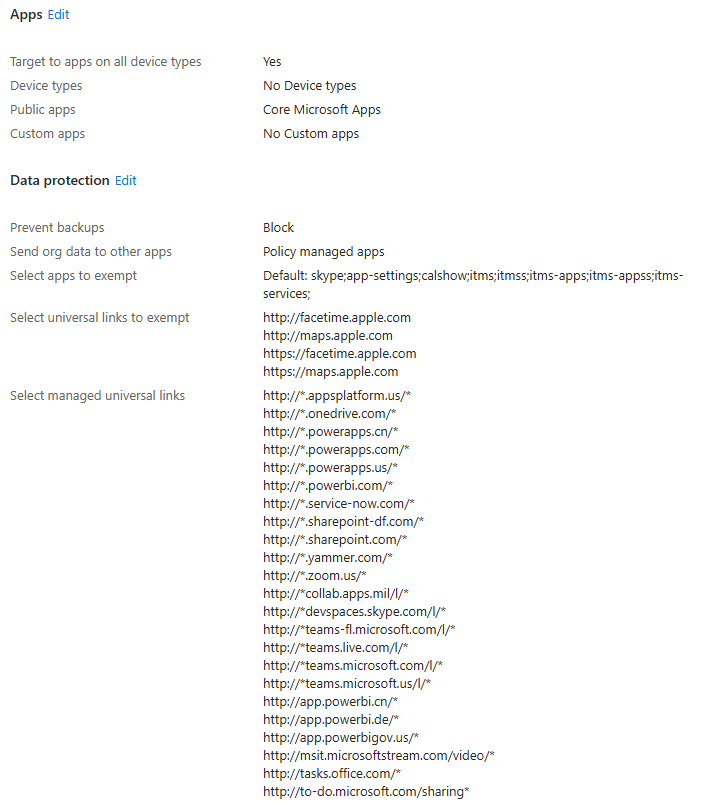 Apps Edit
Target to apps on all device types Yes
Device types No Device types
Public apps Core Microsoft Apps
Custom apps No Custom apps
Data protection Edit
Prevent backups Block
Send org data to other apps Policy managed apps
Select apps to exempt Default: skype;app-settings;calshow;itms;itmss;itms-apps;itms-appss;itms-
services;
Select universal links to exempt http://facetime.apple.com
http://maps.apple.com
https://facetime.apple.com
https://maps.apple.com
Select managed universal links http://*.appsplatform.us/*
http://*.onedrive.com/*
http://*.powerapps.cn/*
http://*.powerapps.com/*
http://*.powerapps.us/*
http://*.powerbi.com/*
http://*.service-now.com/*
http://*.sharepoint-df.com/*
http://*.sharepoint.com/*
http://*.yammer.com/*
http://*.zoom.us/*
http://*collab.apps.mil/l/*
http://*devspaces.skype.com/l/*
http://*teams-fl.microsoft.com/l/*
http://*teams.live.com/l/*
http://*teams.microsoft.com/l/*
http://*teams.microsoft.us/l/*
http://app.powerbi.cn/*
http://app.powerbi.de/*
http://app.powerbigov.us/*
http://msit.microsoftstream.com/video/*
http://tasks.office.com/*
http://to-do.microsoft.com/sharing*